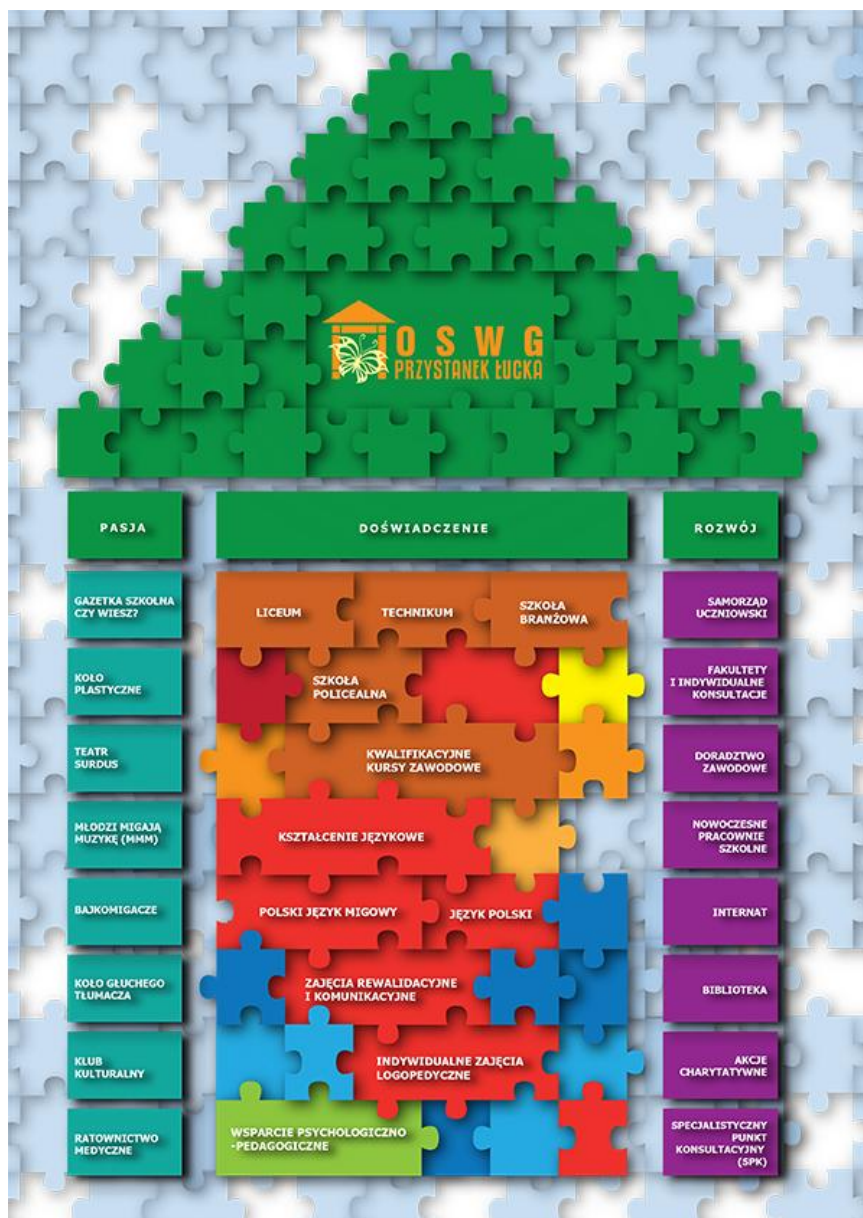 OSWG
PRZYSTANEK ŁUCKA
PASJA
DOŚWIADCZENIE
ROZWÓJ
GAZETKA SZKOLNA
CZY WIESZ?
LICEUM
TECHNIKUM
SZKOŁA
BRANŻOWA
SAMORZĄD
UCZNIOWSKI
KOŁO
PLASTYCZNE
SZKOŁA
POLICEALNA
FAKULTETY
I INDYWIDUALNE
KONSULTACJE
TEATR
SURDUS
KWALIFIKACYJNE
KURSY ZAWODOWE
DORADZTWO
ZAWODOWE
MŁODZI MIGAJĄ
MUZYKĘ (MMM)
KSZTAŁCENIE JĘZYKOWE
NOWOCZESNE
PRACOWNIE
SZKOLNE
BAJKOMIGACZE
POLSKI JĘZYK MIGOWY
JĘZYK POLSKI
INTERNAT
KOŁO GŁUCHEGO
TŁUMACZA
ZAJĘCIA REWALIDACYJNE
I KOMUNIKACYJNE
BIBLIOTEKA
KLUB
KULTURALNY
INDYWIDUALNE ZAJĘCIA
LOGOPEDYCZNE
AKCJE
CHARYTATYWNE
RATOWNICTWO
MEDYCZNE
WSPARCIE PSYCHOLOGICZNO
-PEDAGOGICZNE
SPECJALISTYCZNY
PUNKT
KONSULTACYJNY
(SPK)